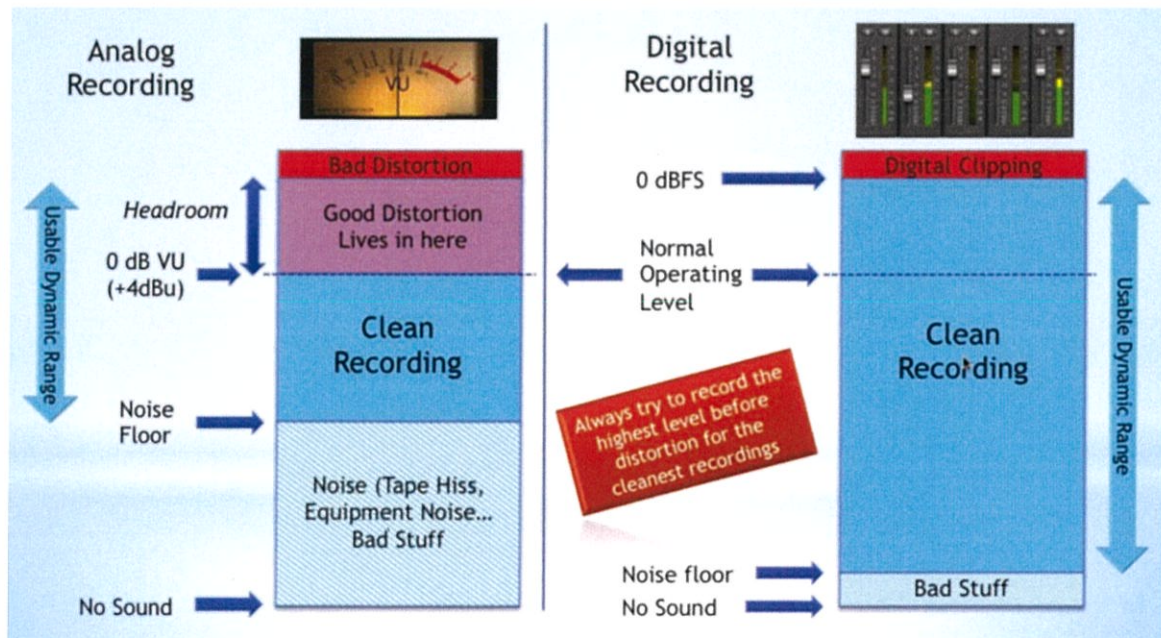 Analog
Recording
VU
Bad Distortion
Usable Dynamic Range
Headroom
Good Distortion
Lives in here
0 dB VU
(+4dBu)
Clean
Recording
Noise
Floor
Noise (Tape Hiss,
Equipment Noise...
Bad Stuff
No Sound
Digital
Recording
Digital Clipping
0 dBFS
Normal
Operating
Level
Clean
Recording
Usable Dynamic Range
Always try to record the
highest level before
distortion for the
cleanest recordings
Noise floor
Bad Stuff
No Sound